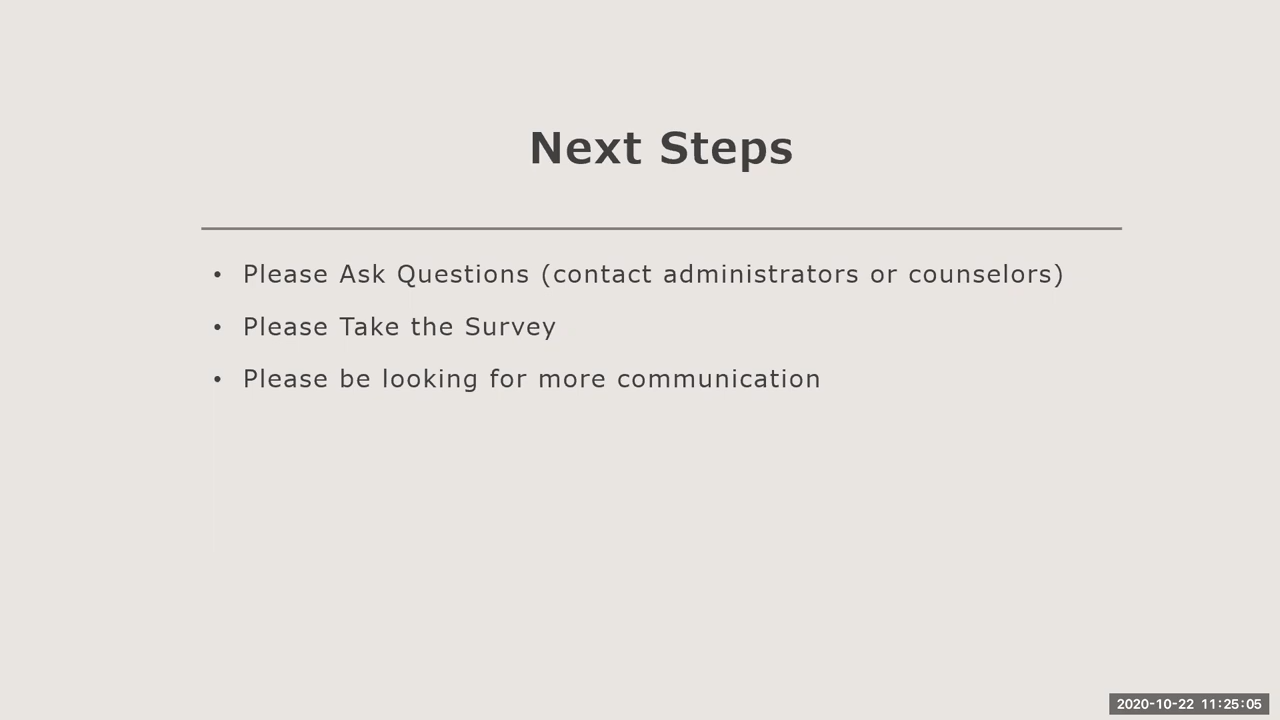 Next Steps
• Please Ask Questions (contact administrators or counselors)
• Please Take the Survey
• Please be looking for more communication
2020-10-22 11:25:05